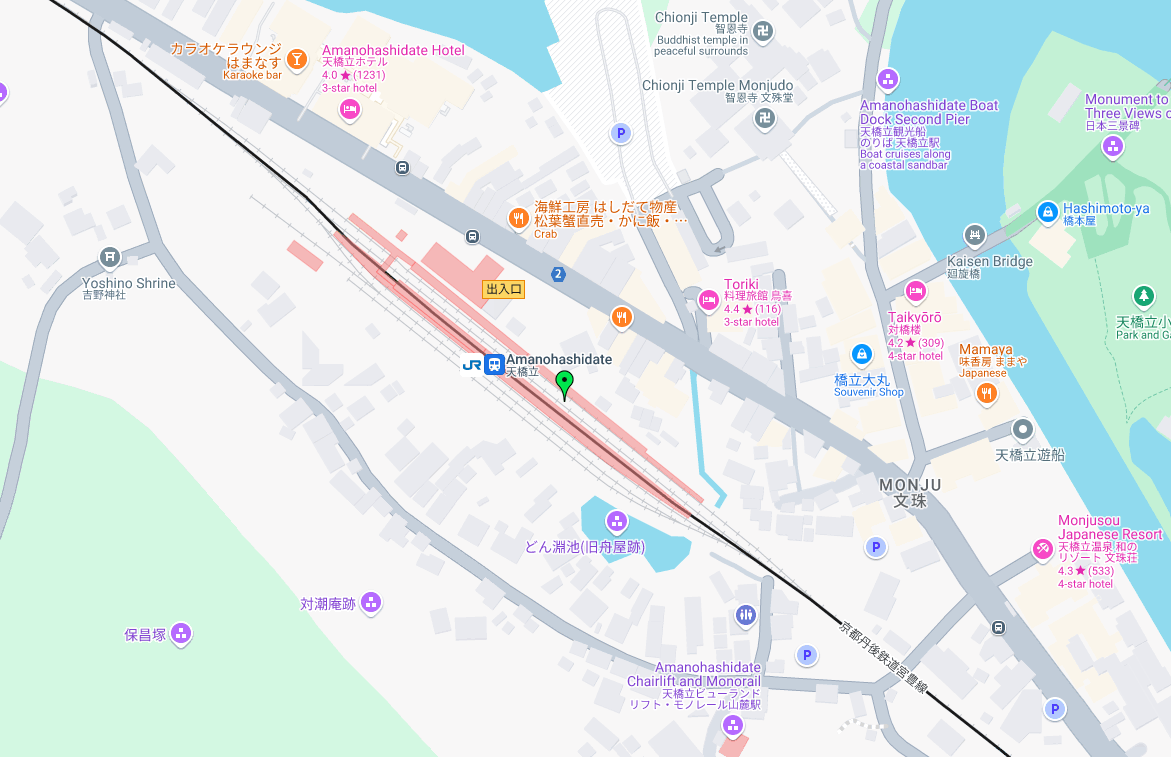 Chionji Temple
智恩寺
Buddhist temple in
peaceful surrounds
カラオケラウンジ
はまなす
Karaoke bar
Amanohashidate Hotel
天橋立ホテル
4.0 ★ (1231)
3-star hotel
Chionji Temple Monjudo
智恩寺 文殊堂
P
Amanohashidate Boat
Dock Second Pier
天橋立観光船
のりば 天橋立駅
Boat cruises along
a coastal sandbar
Monument to
Three Views o
日本三景碑
海鮮工房 はしだて物産
松葉蟹直売・かに飯・…
Crab
Hashimoto-ya
橋本屋
Kaisen Bridge
廻旋橋
Yoshino Shrine
吉野神社
出入口
2
Toriki
料理旅館 鳥喜
4.4 ★ (116)
3-star hotel
Taikyōrō
対橋楼
4.2 ★ (309)
4-star hotel
天橋立小
Park and Ga
JR
Amanohashidate
天橋立
橋立大丸
Souvenir Shop
Mamaya
味香房 ままや
Japanese
天橋立遊船
MONJU
文珠
どん淵池(旧舟屋跡)
P
Monjusou
Japanese Resort
天橋立温泉 和の
リゾート 文珠荘
4.3 ★ (533)
4-star hotel
対潮庵跡
保昌塚
京都丹後鉄道宮豊線
P
Amanohashidate
Chairlift and Monorail
天橋立ビューランド
リフト・モノレール山麓駅
P